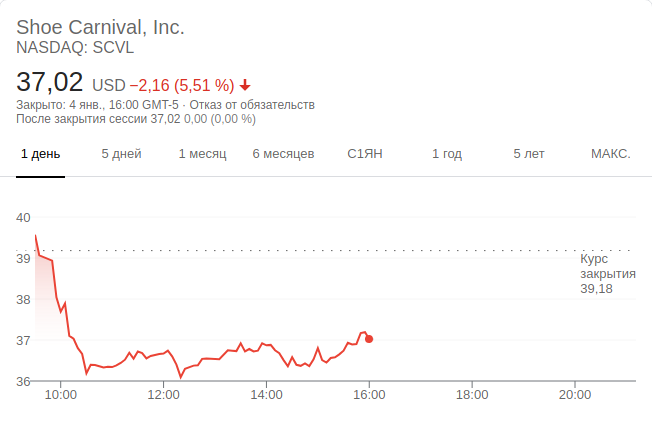 Shoe Carnival, Inc.
NASDAQ: SCVL
37,02 USD −2,16 (5,51 %)
Закрыто: 4 янв., 16:00 GMT-5 · Отказ от обязательств
После закрытия сессии 37,02 0,00 (0,00 %)
1 день 5 дней 1 месяц 6 месяцев С1ЯН 1 год 5 лет МАКС.
40
39
38
37
36
Курс
закрытия
39,18
10:00 12:00 14:00 16:00 18:00 20:00